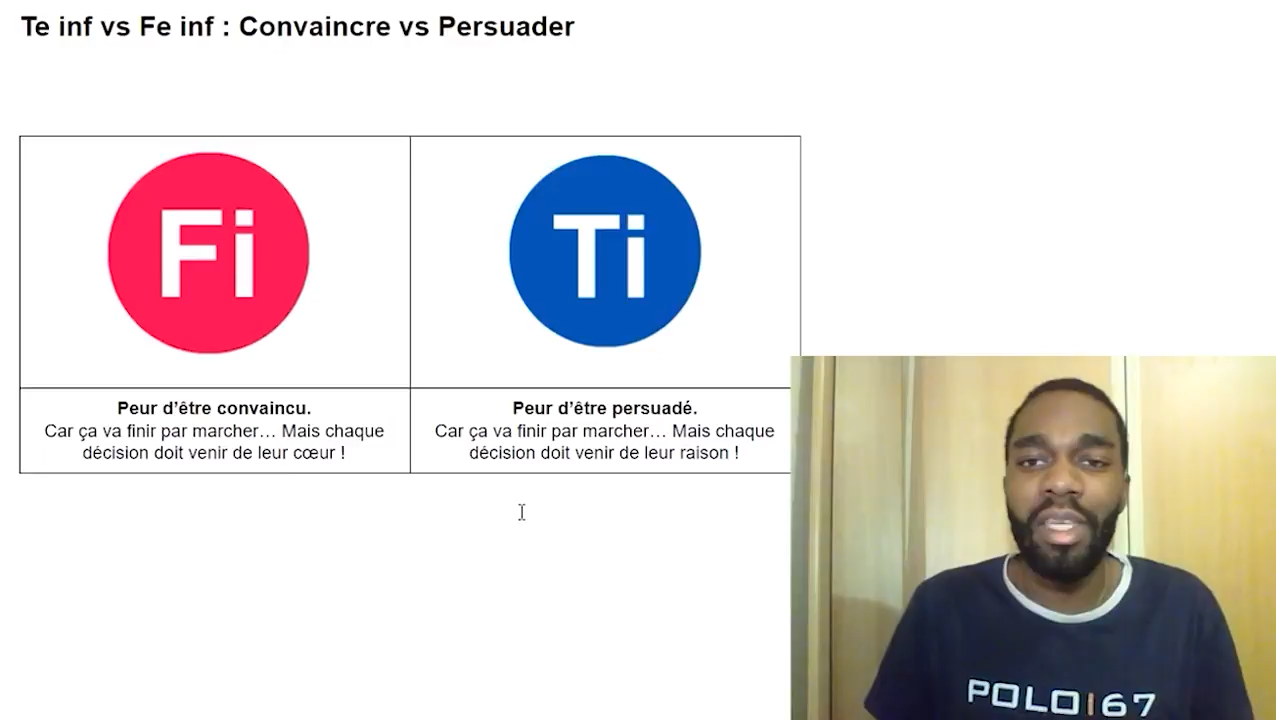 Te inf vs Fe inf : Convaincre vs Persuader
Fi
Ti
Peur d’être convaincu.
Car ça va finir par marcher… Mais chaque
décision doit venir de leur cœur !
Peur d’être persuadé.
Car ça va finir par marcher… Mais chaque
décision doit venir de leur raison !
POLO|67